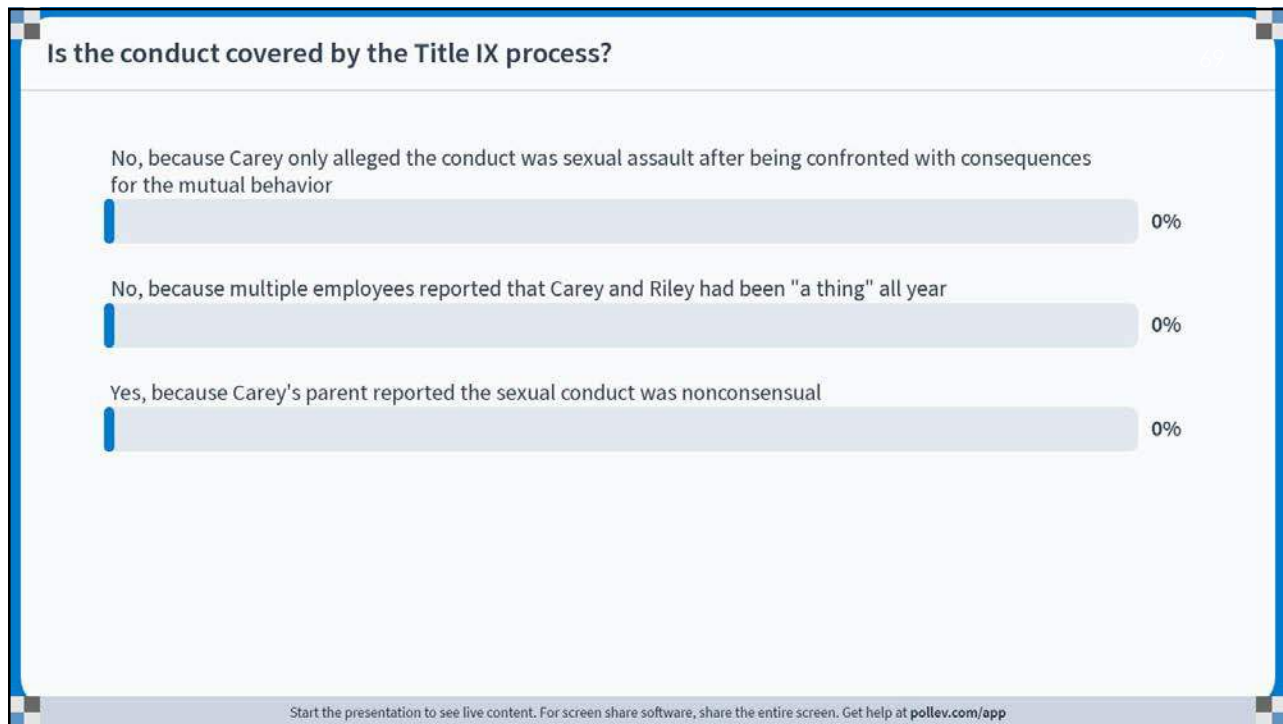 Is the conduct covered by the Title IX process?
No, because Carey only alleged the conduct was sexual assault after being confronted with consequences
for the mutual behavior
0%
No, because multiple employees reported that Carey and Riley had been "a thing" all year
0%
Yes, because Carey's parent reported the sexual conduct was nonconsensual
0%
Start the presentation to see live content. For screen share software, share the entire screen. Get help at pollev.com/app